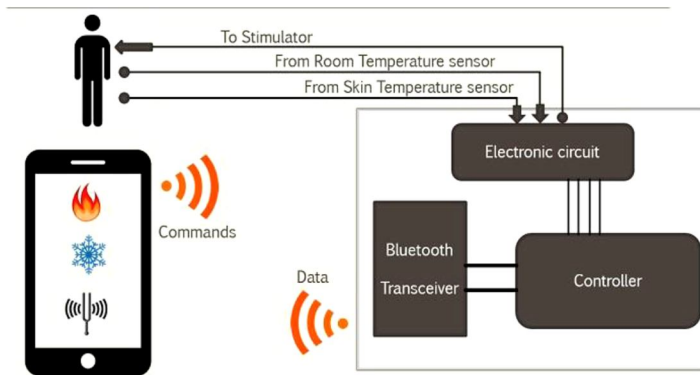 To Stimulator
From Room Temperature sensor
From Skin Temperature sensor
Electronic circuit
Commands
Bluetooth
Transceiver
Controller
Data